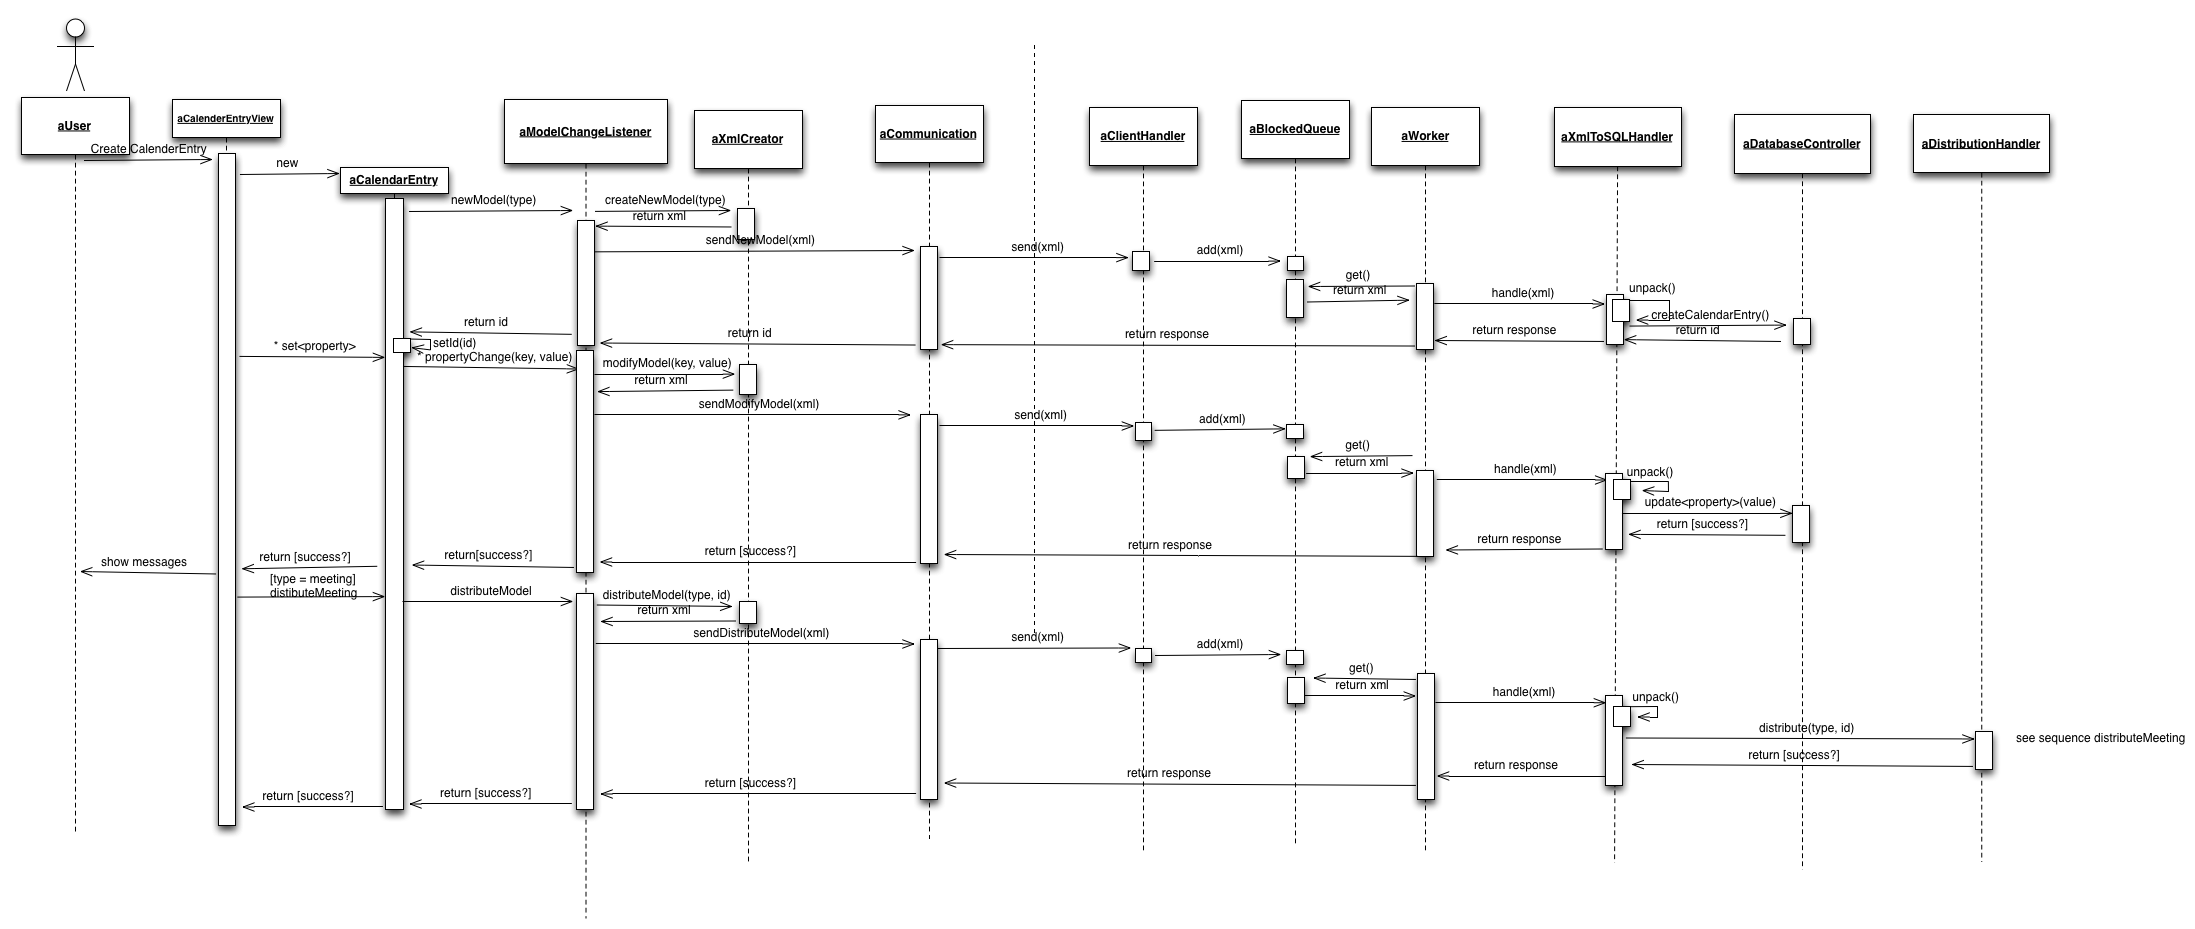 aUser
aCalenderEntryView
aModelChangeListener
aXmlCreator
aCommunication
aClientHandler
aBlockedQueue
aWorker
aXmlToSQLHandler
aDatabaseController
aDistributionHandler
Create CalenderEntry
new
aCalendarEntry
newModel(type)
createNewModel(type)
return xml
sendNewModel(xml)
send(xml)
add(xml)
get()
return xml
handle(xml)
unpack()
createCalendarEntry()
return id
return response
return response
return id
return id
setId(id)
* set<property>
* propertyChange(key, value)
modifyModel(key, value)
return xml
sendModifyModel(xml)
send(xml)
add(xml)
get()
return xml
handle(xml)
unpack()
update<property>(value)
return [success?]
return response
return response
return [success?]
return[success?]
return [success?]
show messages
[type = meeting]
distibuteMeeting
distributeModel
distributeModel(type, id)
return xml
sendDistributeModel(xml)
send(xml)
add(xml)
get()
return xml
handle(xml)
unpack()
distribute(type, id)
see sequence distributeMeeting
return [success?]
return response
return response
return [success?]
return [success?]
return [success?]